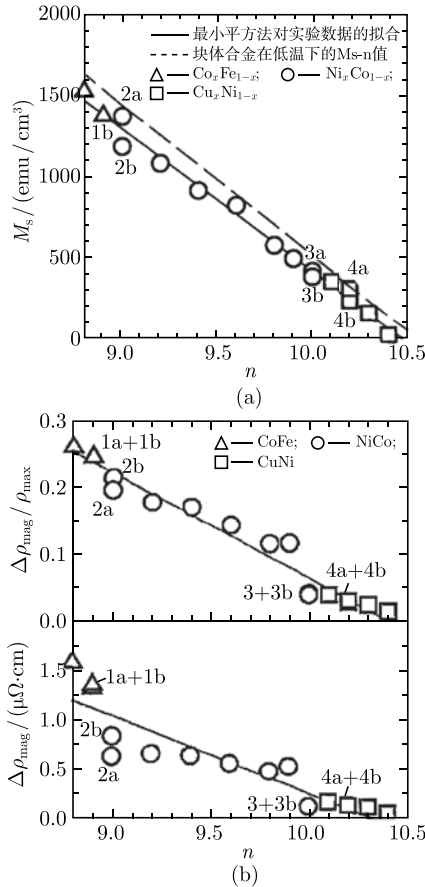 —— 最小平方法对实验数据的拟合
--- 块体合金在低温下的Ms-n值
△—CoₓFe₁₋ₓ; ○—NiₓCo₁₋ₓ;
□—CuₓNi₁₋ₓ
2000
1500
1000
500
0
Mₛ/(emu / cm³)
2a
1b
2b
3a
3b
4a
4b
9.0
9.5
10.0
10.5
n
(a)
0.3
0.2
0.1
0.0
Δρmag/ρmax
1a+1b
△—CoFe; ○—NiCo;
□—CuNi
2b
2a
3+3b
4a+4b
1.5
1.0
0.5
0.0
Δρmag/(μΩ·cm)
1a+1b
2b
2a
3+3b
4a+4b
9.0
9.5
10.0
10.5
n
(b)